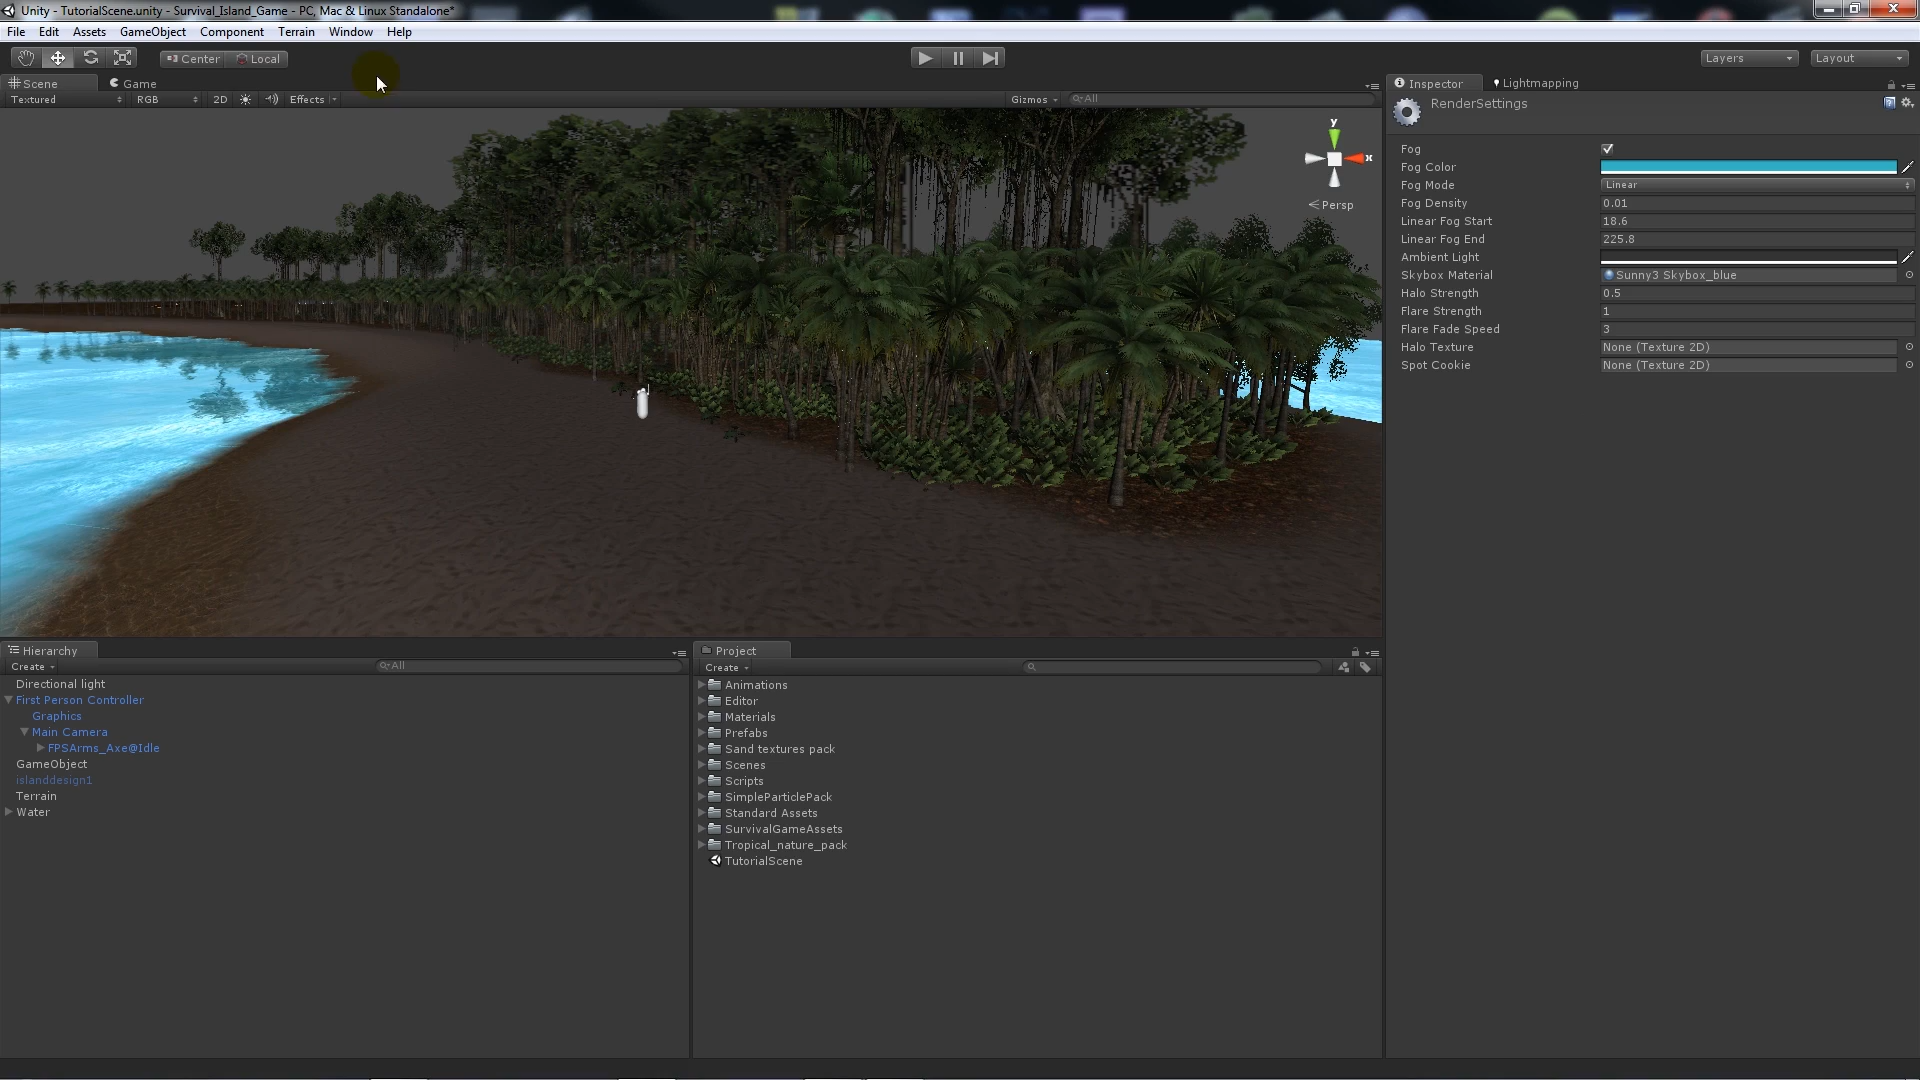 Unity - TutorialScene.unity - Survival_Island_Game - PC, Mac & Linux Standalone*
File Edit Assets GameObject Component Terrain Window Help
Center Local Layers Layout
Scene Game
Textured RGB 2D Effects Gizmos All
y
x
Persp
Inspector Lightmapping
RenderSettings
Fog
Fog Color
Fog Mode Linear
Fog Density 0.01
Linear Fog Start 18.6
Linear Fog End 225.8
Ambient Light
Skybox Material Sunny3 Skybox_blue
Halo Strength 0.5
Flare Strength 1
Flare Fade Speed 3
Halo Texture None (Texture 2D)
Spot Cookie None (Texture 2D)
Hierarchy
Create All
Directional light
First Person Controller
Graphics
Main Camera
FPSArms_Axe@Idle
GameObject
islanddesign1
Terrain
Water
Project
Create
Animations
Editor
Materials
Prefabs
Sand textures pack
Scenes
Scripts
SimpleParticlePack
Standard Assets
SurvivalGameAssets
Tropical_nature_pack
TutorialScene